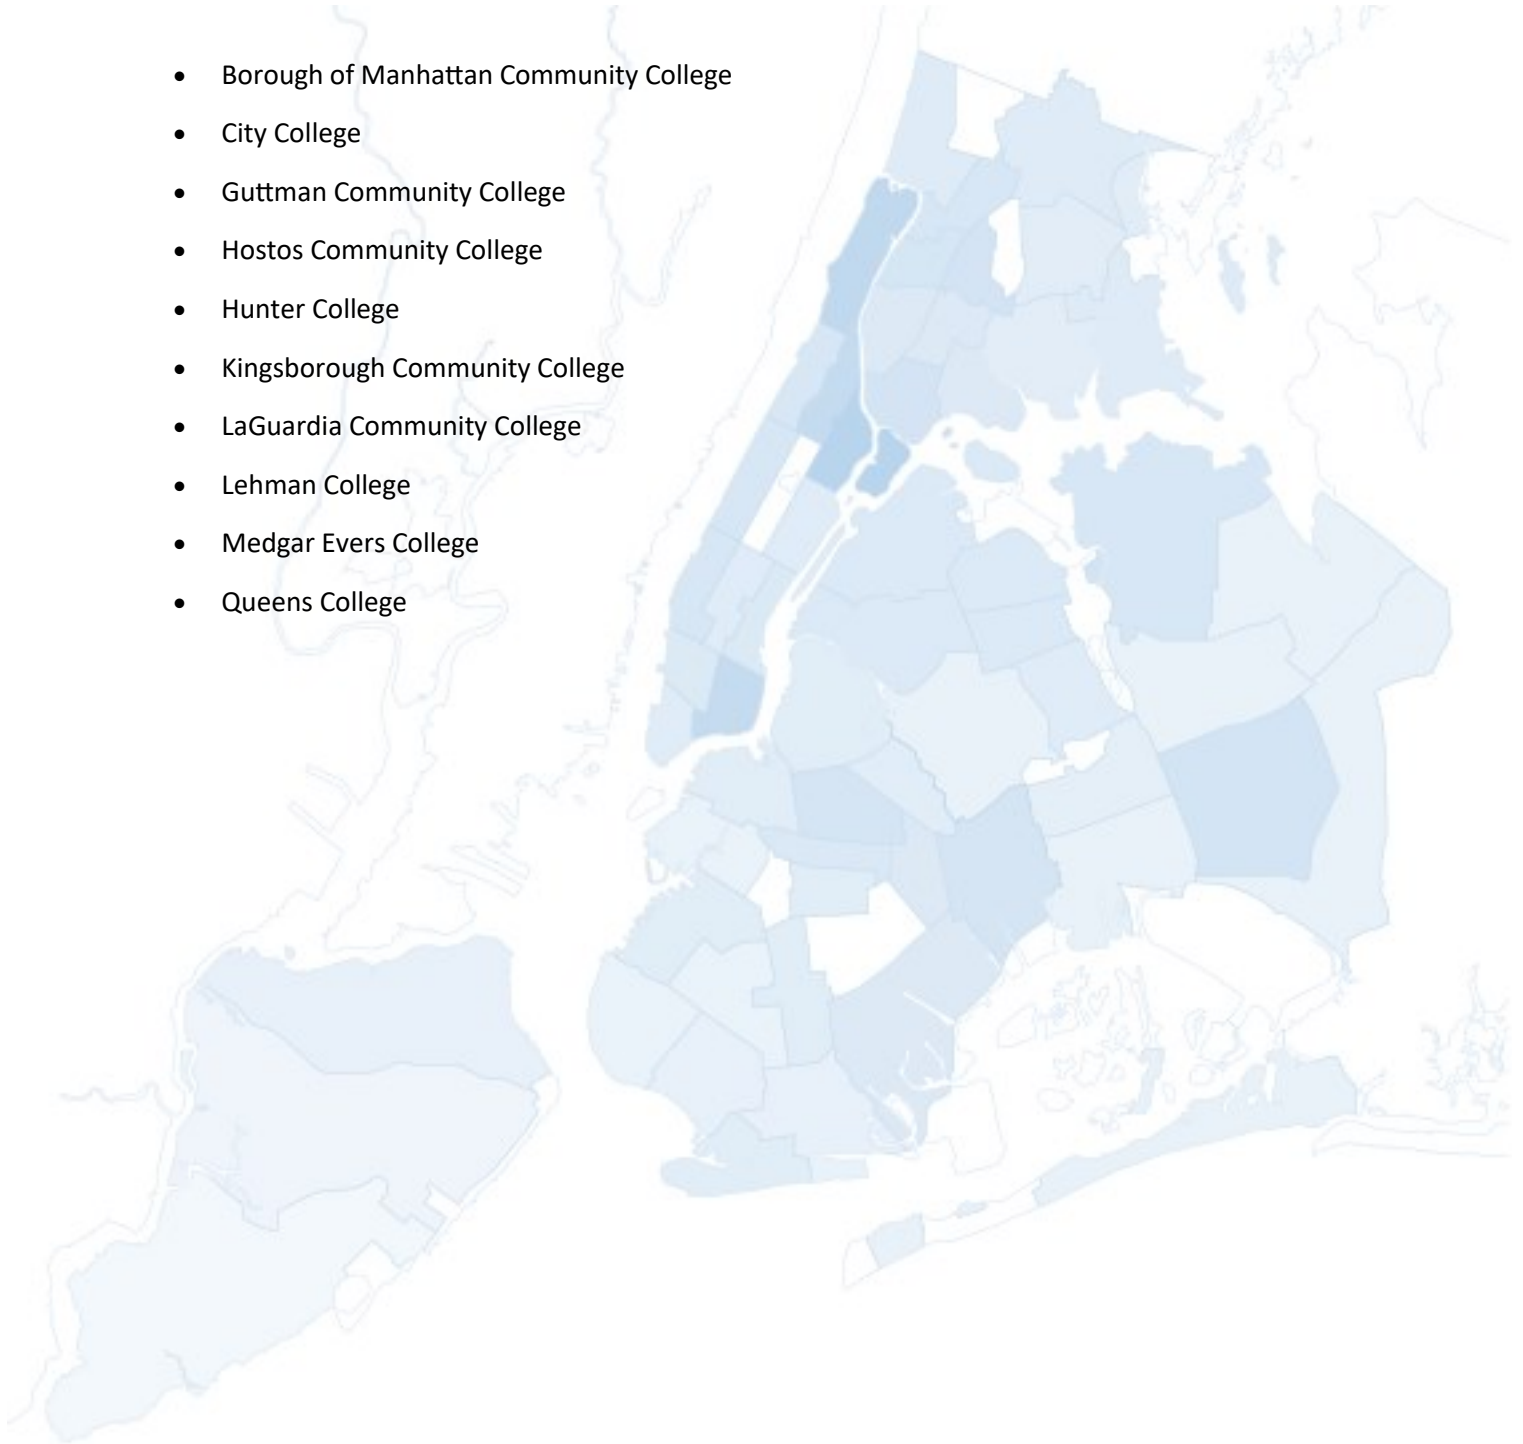 • Borough of Manhattan Community College
• City College
• Guttman Community College
• Hostos Community College
• Hunter College
• Kingsborough Community College
• LaGuardia Community College
• Lehman College
• Medgar Evers College
• Queens College